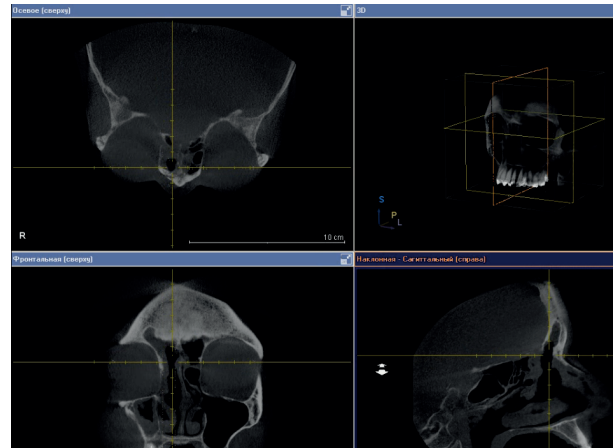 Осевое (сверху)
3D
R
10 cm
S
P
L
Фронтальная (сверху)
Наклонная - Сагиттальный (справа)